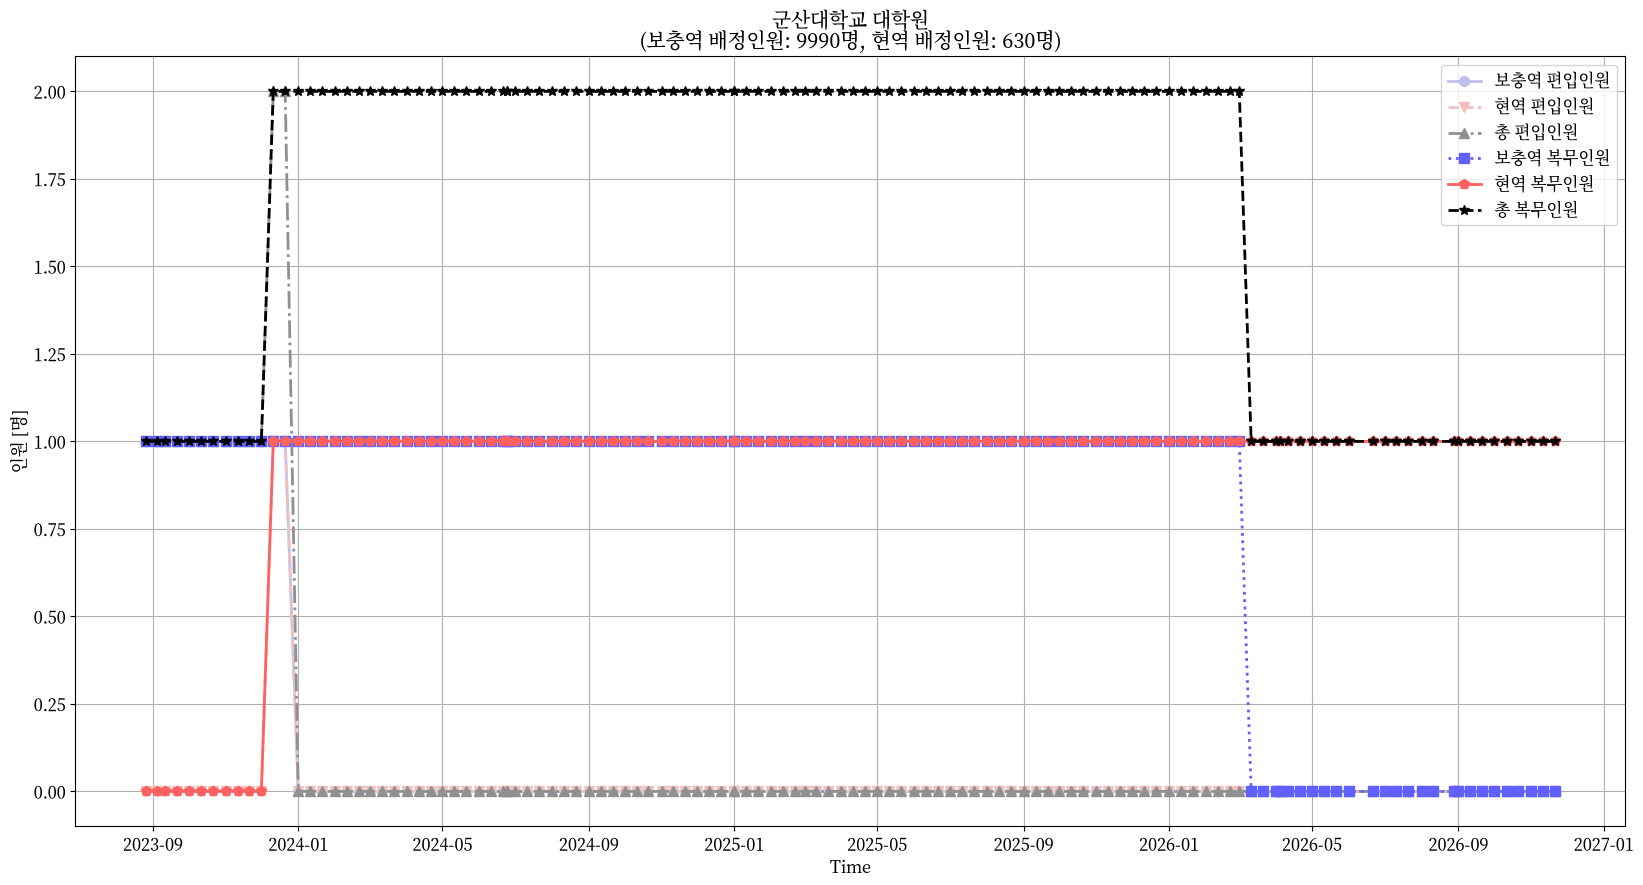 군산대학교 대학원
(보충역 배정인원: 9990명, 현역 배정인원: 630명)
보충역 편입인원
현역 편입인원
총 편입인원
보충역 복무인원
현역 복무인원
총 복무인원
2.00
1.75
1.50
1.25
1.00
0.75
0.50
0.25
0.00
인원 [명]
2023-09
2024-01
2024-05
2024-09
2025-01
2025-05
2025-09
2026-01
2026-05
2026-09
2027-01
Time